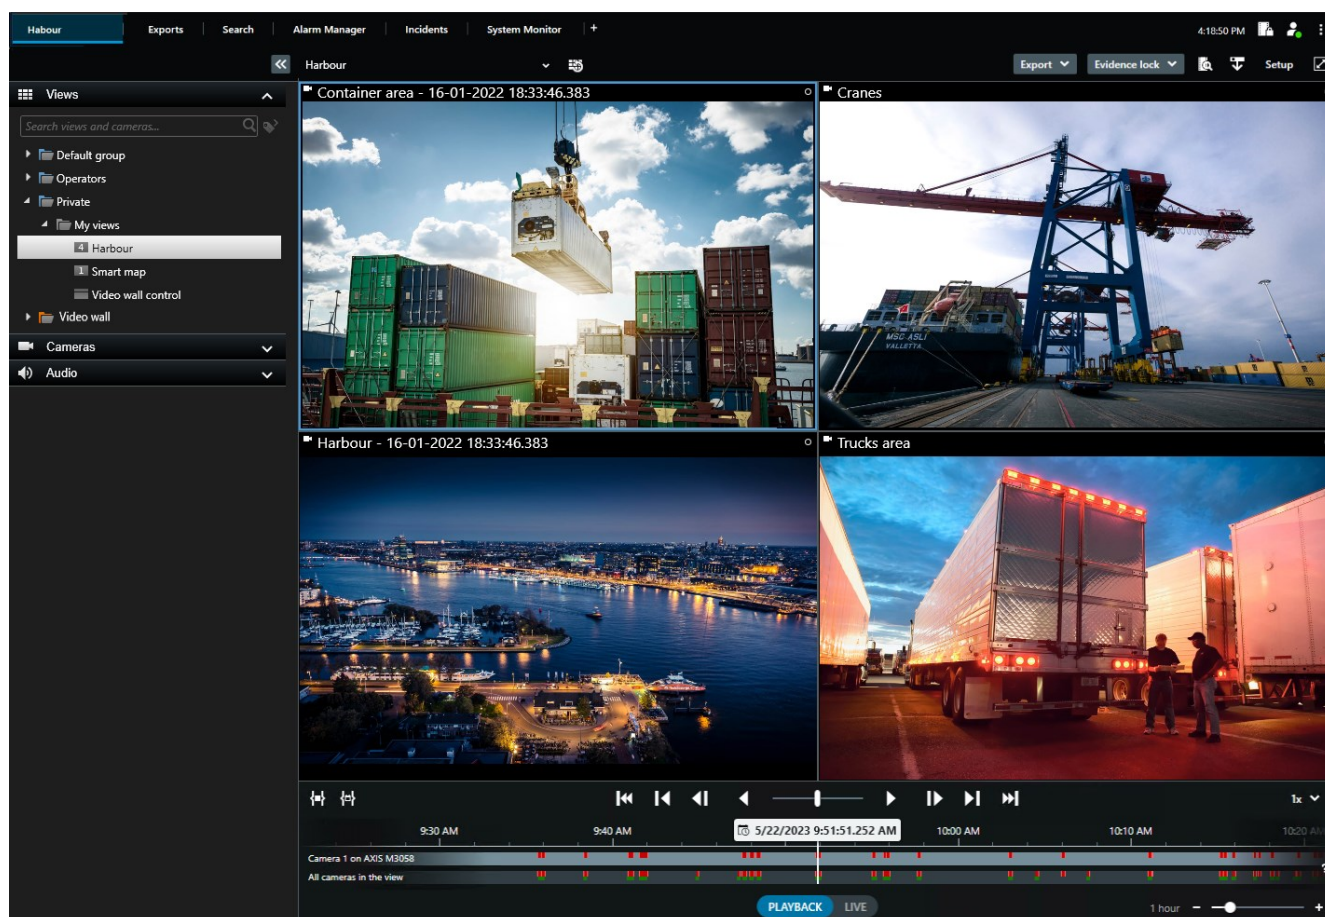 Habour
Exports
Search
Alarm Manager
Incidents
System Monitor
+
4:18:50 PM
Harbour
Export
Evidence lock
Setup
Views
Search views and cameras...
Default group
Operators
Private
My views
4 Harbour
1 Smart map
Video wall control
Video wall
Cameras
Audio
Container area - 16-01-2022 18:33:46.383
Cranes
MSC ASLI
VALLETTA
Harbour - 16-01-2022 18:33:46.383
Trucks area
1x
9:30 AM
9:40 AM
5/22/2023 9:51:51.252 AM
10:00 AM
10:10 AM
10:20 AM
Camera 1 on AXIS M3058
All cameras in the view
PLAYBACK
LIVE
1 hour